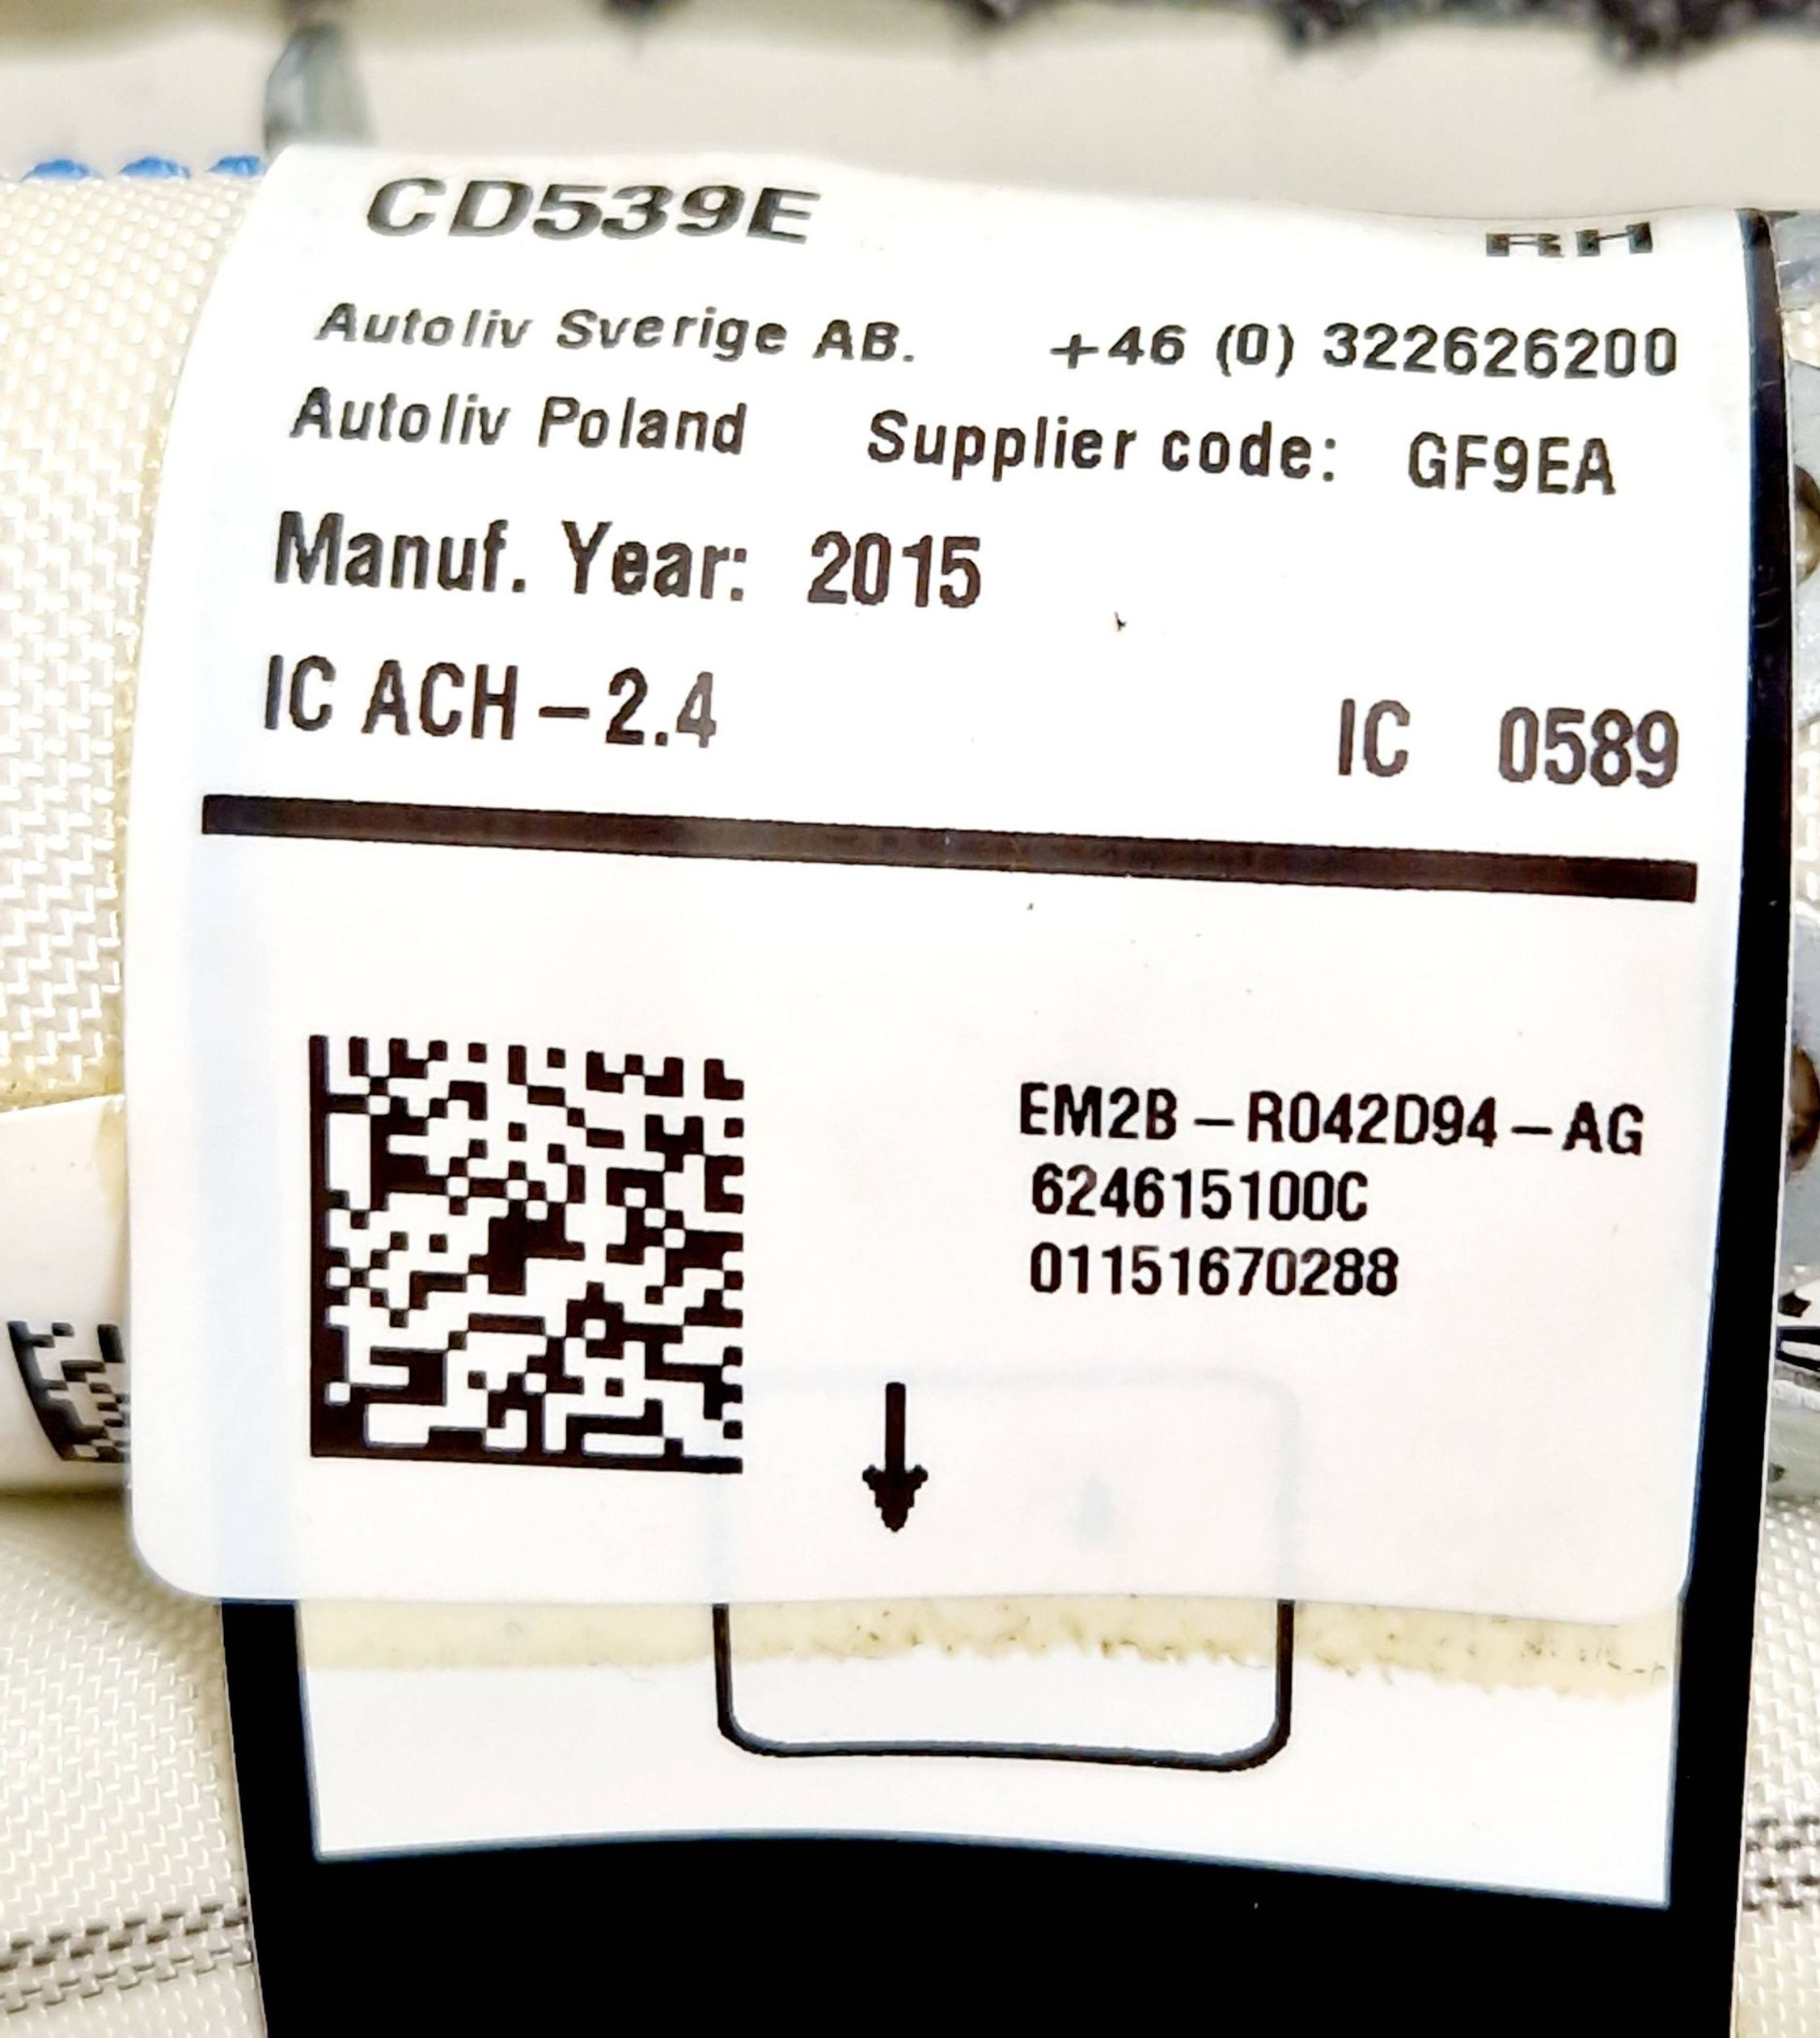 CD539E RH
Autoliv Sverige AB. +46 (0) 322626200
Autoliv Poland Supplier code: GF9EA
Manuf. Year: 2015
IC ACH-2.4 IC 0589
EM2B-R042D94-AG
624615100C
01151670288